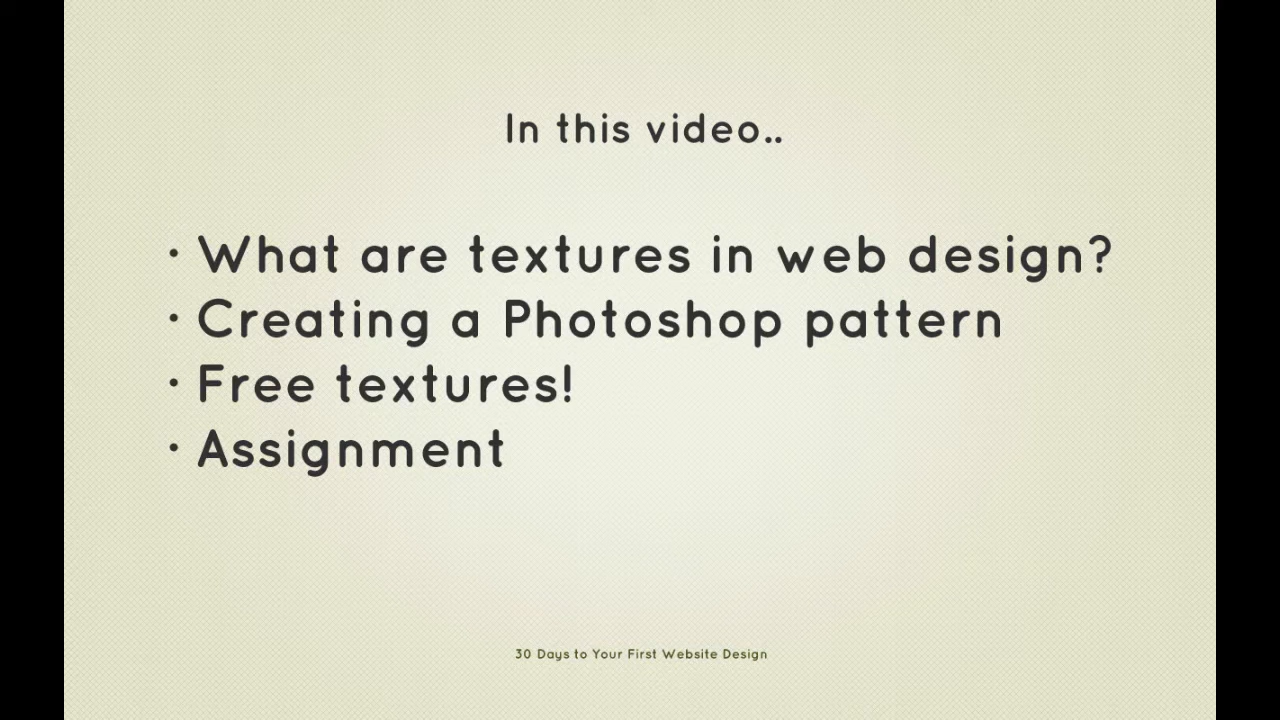 In this video..
• What are textures in web design?
• Creating a Photoshop pattern
• Free textures!
• Assignment
30 Days to Your First Website Design